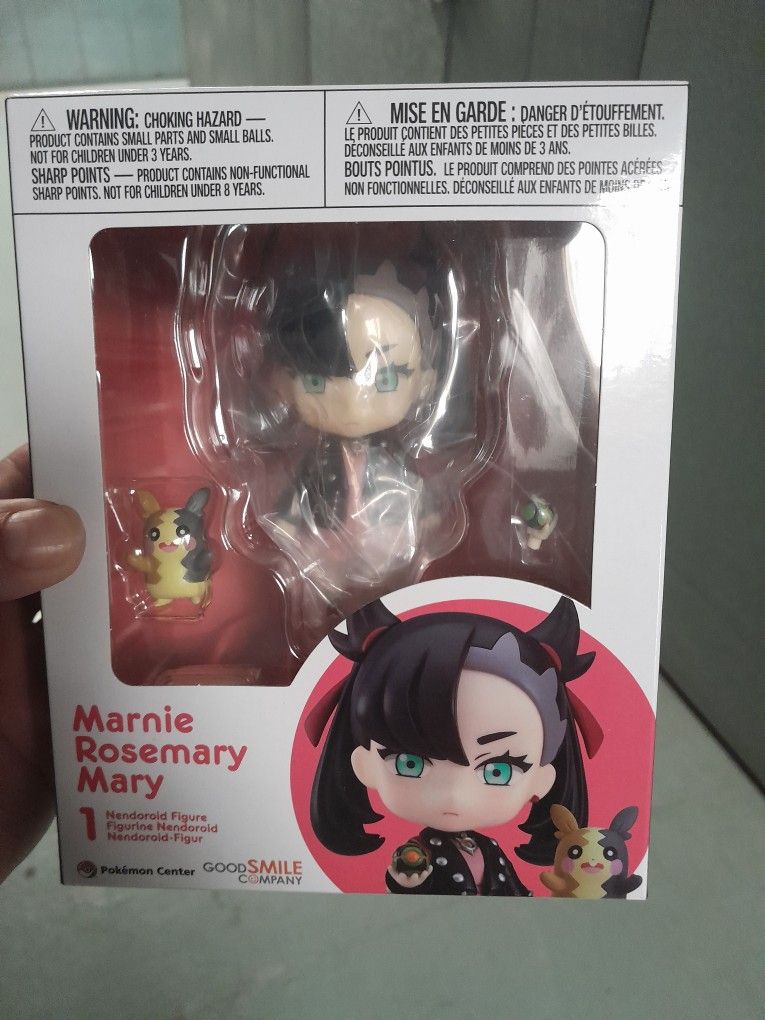 WARNING: CHOKING HAZARD —
PRODUCT CONTAINS SMALL PARTS AND SMALL BALLS.
NOT FOR CHILDREN UNDER 3 YEARS.
SHARP POINTS — PRODUCT CONTAINS NON-FUNCTIONAL
SHARP POINTS. NOT FOR CHILDREN UNDER 8 YEARS.
MISE EN GARDE : DANGER D'ÉTOUFFEMENT.
LE PRODUIT CONTIENT DES PETITES PIÈCES ET DES PETITES BILLES.
DÉCONSEILLÉ AUX ENFANTS DE MOINS DE 3 ANS.
BOUTS POINTUS. LE PRODUIT COMPREND DES POINTES ACÉRÉES
NON FONCTIONNELLES. DÉCONSEILLÉ AUX ENFANTS DE MOINS DE
Marnie
Rosemary
Mary
1 Nendoroid Figure
Figurine Nendoroid
Nendoroid-Figur
Pokémon Center GOOD SMILE
COMPANY